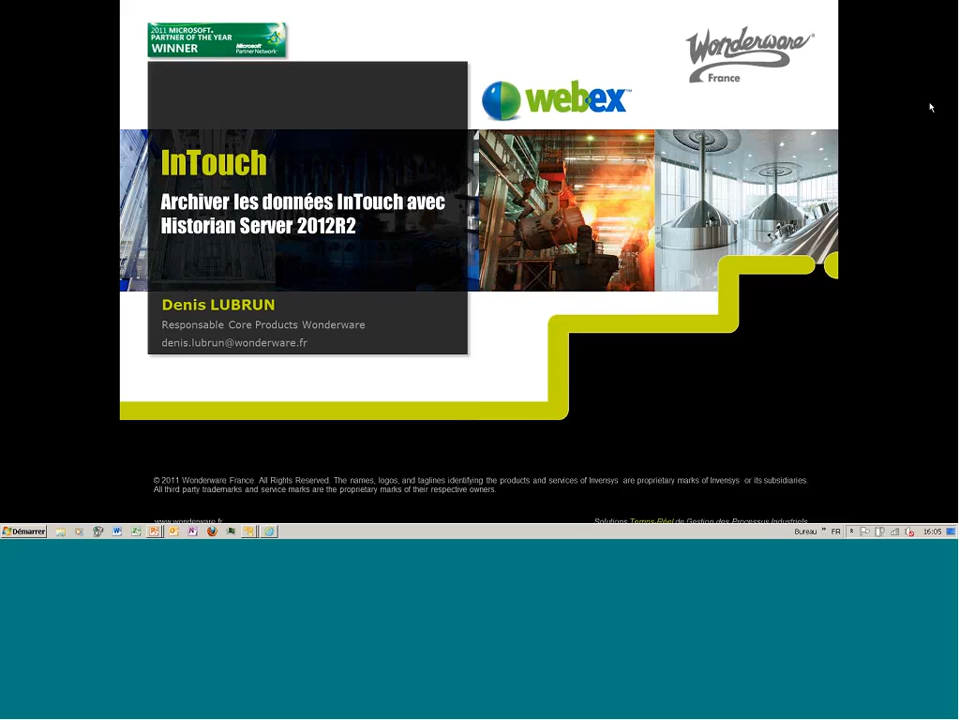 2011 MICROSOFT
PARTNER OF THE YEAR
WINNER
Microsoft
Partner Network
Wonderware
France
webex™
InTouch
Archiver les données InTouch avec
Historian Server 2012R2
Denis LUBRUN
Responsable Core Products Wonderware
denis.lubrun@wonderware.fr
© 2011 Wonderware France. All Rights Reserved. The names, logos, and taglines identifying the products and services of Invensys are proprietary marks of Invensys or its subsidiaries.
All third party trademarks and service marks are the proprietary marks of their respective owners.
www.wonderware.fr
Solutions Temps-Réel de Gestion des Processus Industriels
Démarrer
Bureau » FR 16:05